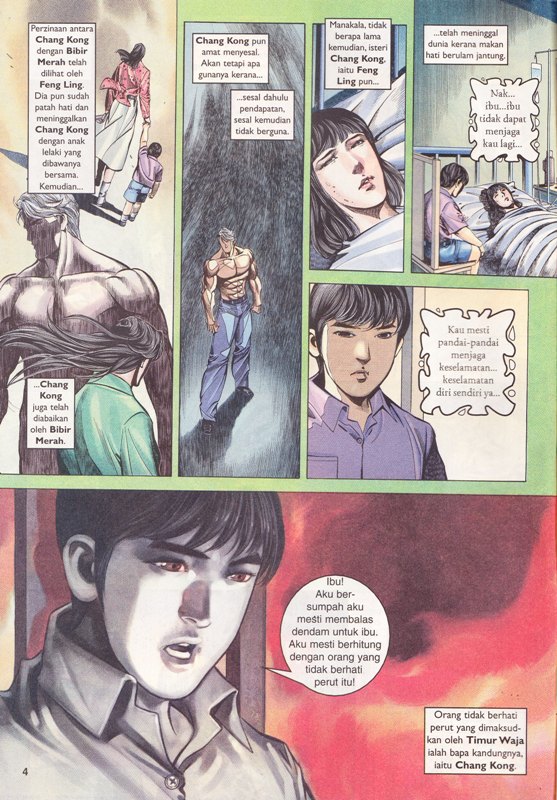 Perzinaan antara
Chang Kong
dengan Bibir
Merah telah
dilihat oleh
Feng Ling.
Dia pun sudah
patah hati dan
meninggalkan
Chang Kong
dengan anak
lelaki yang
dibawanya
bersama.
Kemudian...
...Chang
Kong
juga telah
diabaikan
oleh Bibir
Merah.
Chang Kong pun
amat menyesal.
Akan tetapi apa
gunanya kerana...
...sesal dahulu
pendapatan,
sesal kemudian
tidak berguna.
Manakala, tidak
berapa lama
kemudian, isteri
Chang Kong,
iaitu Feng
Ling pun...
...telah meninggal
dunia kerana makan
hati berulam jantung.
Nak...
ibu...ibu
tidak dapat
menjaga
kau lagi...
Kau mesti
pandai-pandai
menjaga
keselamatan...
keselamatan
diri sendiri ya...
Ibu!
Aku ber-
sumpah aku
mesti membalas
dendam untuk ibu.
Aku mesti berhitung
dengan orang yang
tidak berhati
perut itu!
Orang tidak berhati
perut yang dimaksud-
kan oleh Timur Waja
ialah bapa kandungnya,
iaitu Chang Kong.
4